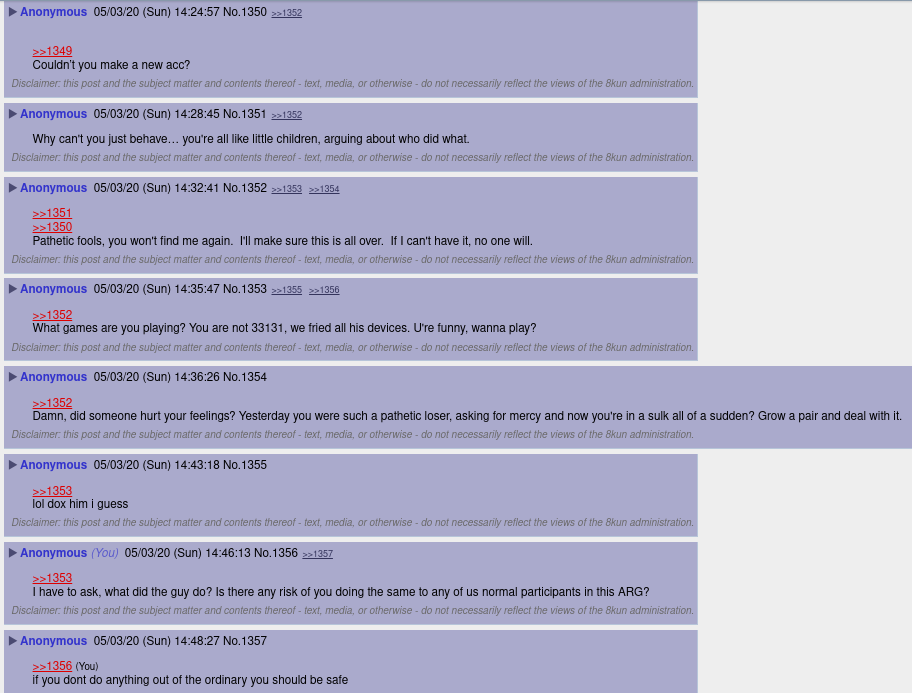 ▶ Anonymous 05/03/20 (Sun) 14:24:57 No.1350 >>1352
>>1349
Couldn't you make a new acc?
Disclaimer: this post and the subject matter and contents thereof - text, media, or otherwise - do not necessarily reflect the views of the 8kun administration.
▶ Anonymous 05/03/20 (Sun) 14:28:45 No.1351 >>1352
Why can't you just behave… you're all like little children, arguing about who did what.
Disclaimer: this post and the subject matter and contents thereof - text, media, or otherwise - do not necessarily reflect the views of the 8kun administration.
▶ Anonymous 05/03/20 (Sun) 14:32:41 No.1352 >>1353 >>1354
>>1351
>>1350
Pathetic fools, you won't find me again.  I'll make sure this is all over.  If I can't have it, no one will.
Disclaimer: this post and the subject matter and contents thereof - text, media, or otherwise - do not necessarily reflect the views of the 8kun administration.
▶ Anonymous 05/03/20 (Sun) 14:35:47 No.1353 >>1355 >>1356
>>1352
What games are you playing? You are not 33131, we fried all his devices. U're funny, wanna play?
Disclaimer: this post and the subject matter and contents thereof - text, media, or otherwise - do not necessarily reflect the views of the 8kun administration.
▶ Anonymous 05/03/20 (Sun) 14:36:26 No.1354
>>1352
Damn, did someone hurt your feelings? Yesterday you were such a pathetic loser, asking for mercy and now you're in a sulk all of a sudden? Grow a pair and deal with it.
Disclaimer: this post and the subject matter and contents thereof - text, media, or otherwise - do not necessarily reflect the views of the 8kun administration.
▶ Anonymous 05/03/20 (Sun) 14:43:18 No.1355
>>1353
lol dox him i guess
Disclaimer: this post and the subject matter and contents thereof - text, media, or otherwise - do not necessarily reflect the views of the 8kun administration.
▶ Anonymous (You) 05/03/20 (Sun) 14:46:13 No.1356 >>1357
>>1353
I have to ask, what did the guy do? Is there any risk of you doing the same to any of us normal participants in this ARG?
Disclaimer: this post and the subject matter and contents thereof - text, media, or otherwise - do not necessarily reflect the views of the 8kun administration.
▶ Anonymous 05/03/20 (Sun) 14:48:27 No.1357
>>1356 (You)
if you dont do anything out of the ordinary you should be safe